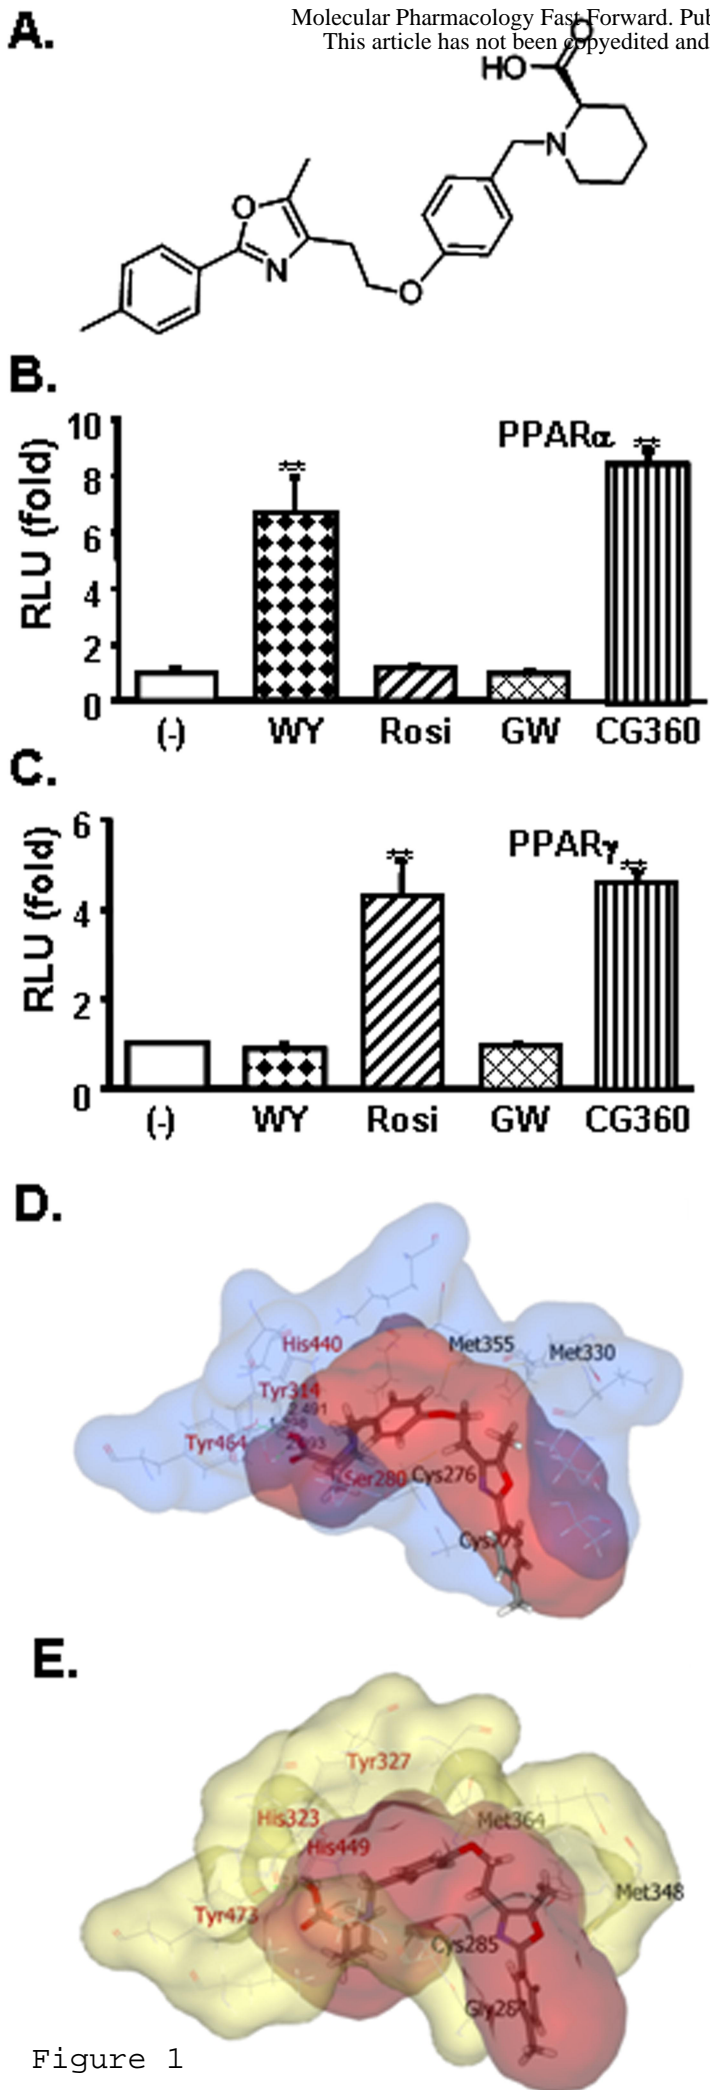 A.
Molecular Pharmacology Fast Forward. Pub
This article has not been copyedited and
O
HO
N
O
N
O
B.
PPARα
**
**
RLU (fold)
10
8
6
4
2
0
(-) WY Rosi GW CG360
C.
PPARγ
**
**
RLU (fold)
6
4
2
0
(-) WY Rosi GW CG360
D.
His440 Met355 Met330
Tyr314
2.491
Tyr464
Ser280 Cys276
E.
Tyr327
His323 Met364
His449
Met348
Tyr473
Cys285
Figure 1